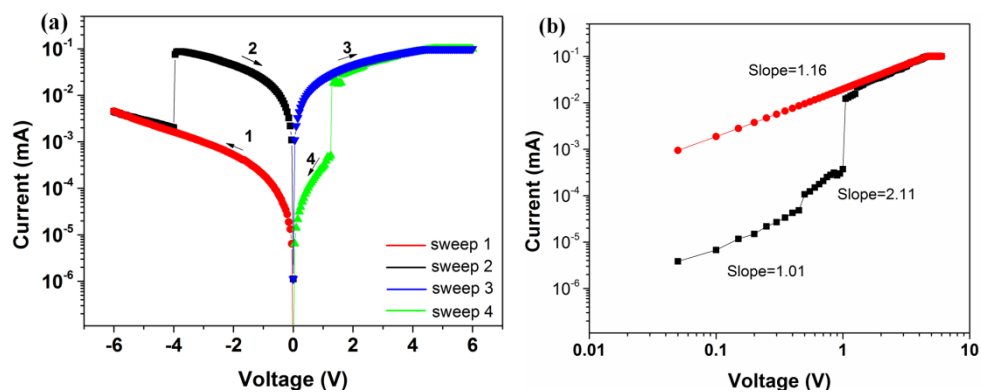 (a)
10^-1
10^-2
10^-3
10^-4
10^-5
10^-6
Current (mA)
-6 -4 -2 0 2 4 6
Voltage (V)
2
3
1
4
sweep 1
sweep 2
sweep 3
sweep 4
(b)
10^0
10^-1
10^-2
10^-3
10^-4
10^-5
10^-6
Current (mA)
0.01 0.1 1 10
Voltage (V)
Slope=1.16
Slope=2.11
Slope=1.01